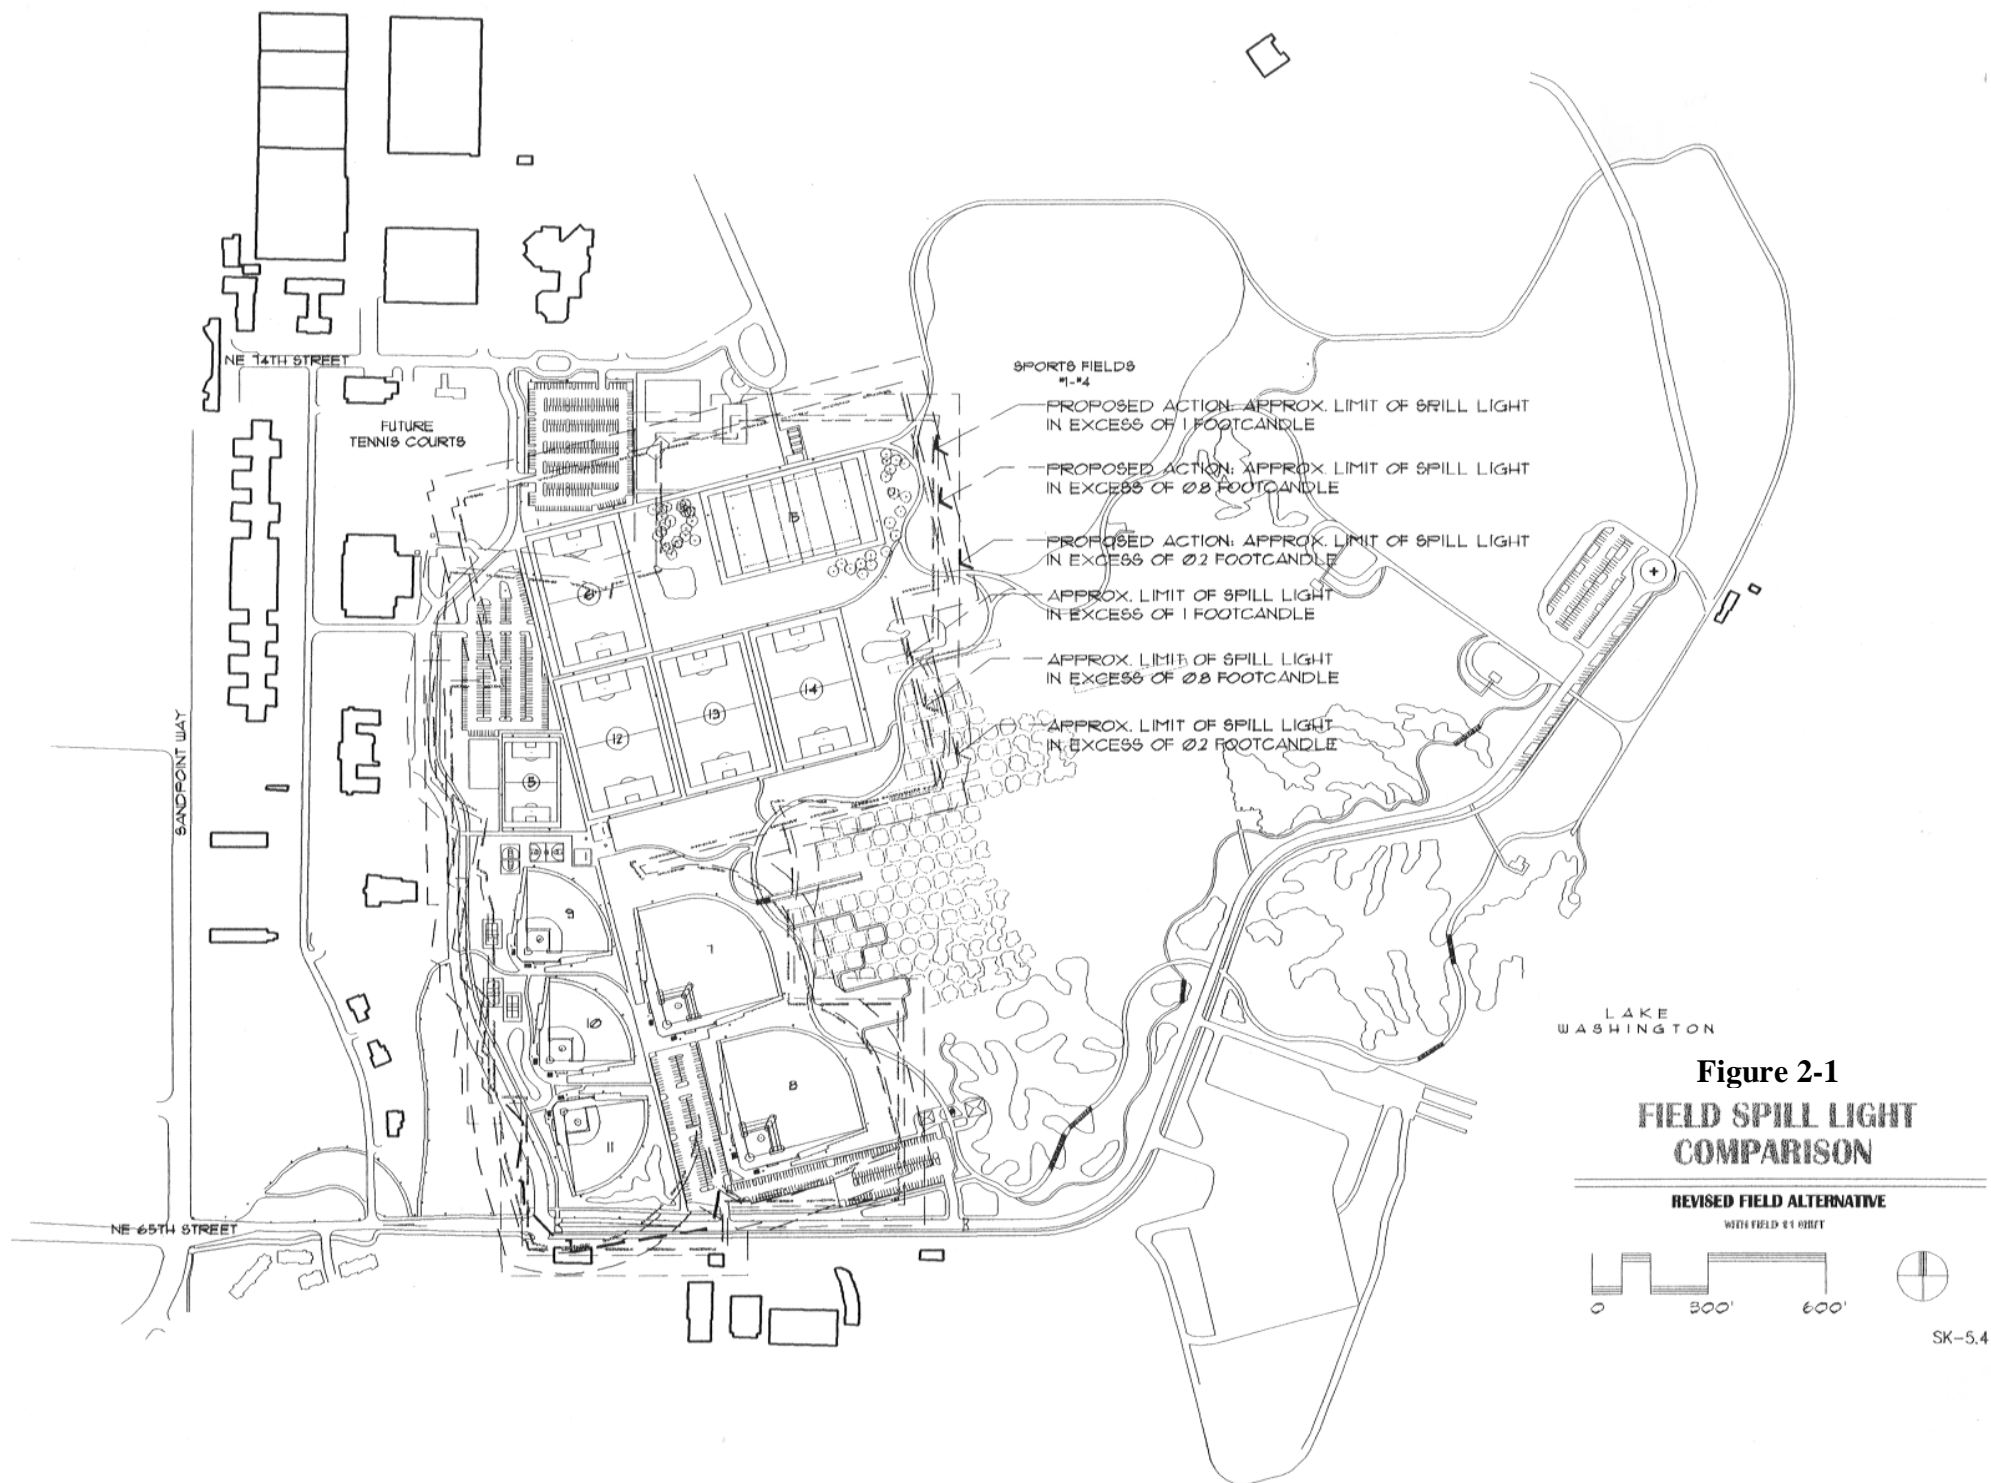 NE 74TH STREET
FUTURE
TENNIS COURTS
SPORTS FIELDS
#1-#4
PROPOSED ACTION: APPROX. LIMIT OF SPILL LIGHT
IN EXCESS OF 1 FOOTCANDLE
PROPOSED ACTION: APPROX. LIMIT OF SPILL LIGHT
IN EXCESS OF 0.8 FOOTCANDLE
PROPOSED ACTION: APPROX. LIMIT OF SPILL LIGHT
IN EXCESS OF 0.2 FOOTCANDLE
APPROX. LIMIT OF SPILL LIGHT
IN EXCESS OF 1 FOOTCANDLE
APPROX. LIMIT OF SPILL LIGHT
IN EXCESS OF 0.8 FOOTCANDLE
APPROX. LIMIT OF SPILL LIGHT
IN EXCESS OF 0.2 FOOTCANDLE
15
14
13
12
5
9
7
10
8
11
SANDPOINT WAY
NE 65TH STREET
LAKE
WASHINGTON
Figure 2-1
FIELD SPILL LIGHT
COMPARISON
REVISED FIELD ALTERNATIVE
WITH FIELD SHIFT
0 300' 600'
SK-5.4